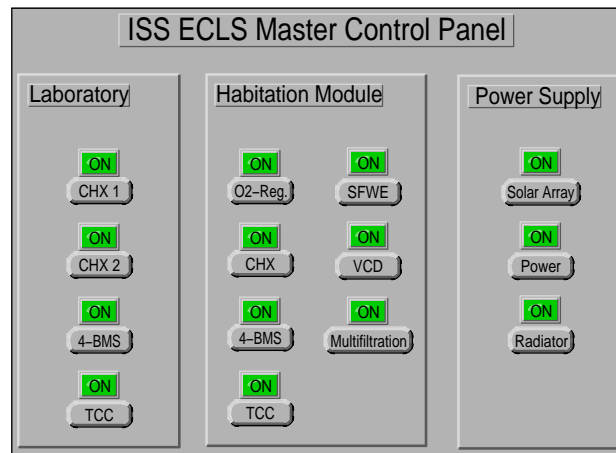 ISS ECLS Master Control Panel
Laboratory
ON
CHX 1
ON
CHX 2
ON
4−BMS
ON
TCC
Habitation Module
ON
O2−Reg.
ON
CHX
ON
4−BMS
ON
TCC
ON
SFWE
ON
VCD
ON
Multifiltration
Power Supply
ON
Solar Array
ON
Power
ON
Radiator